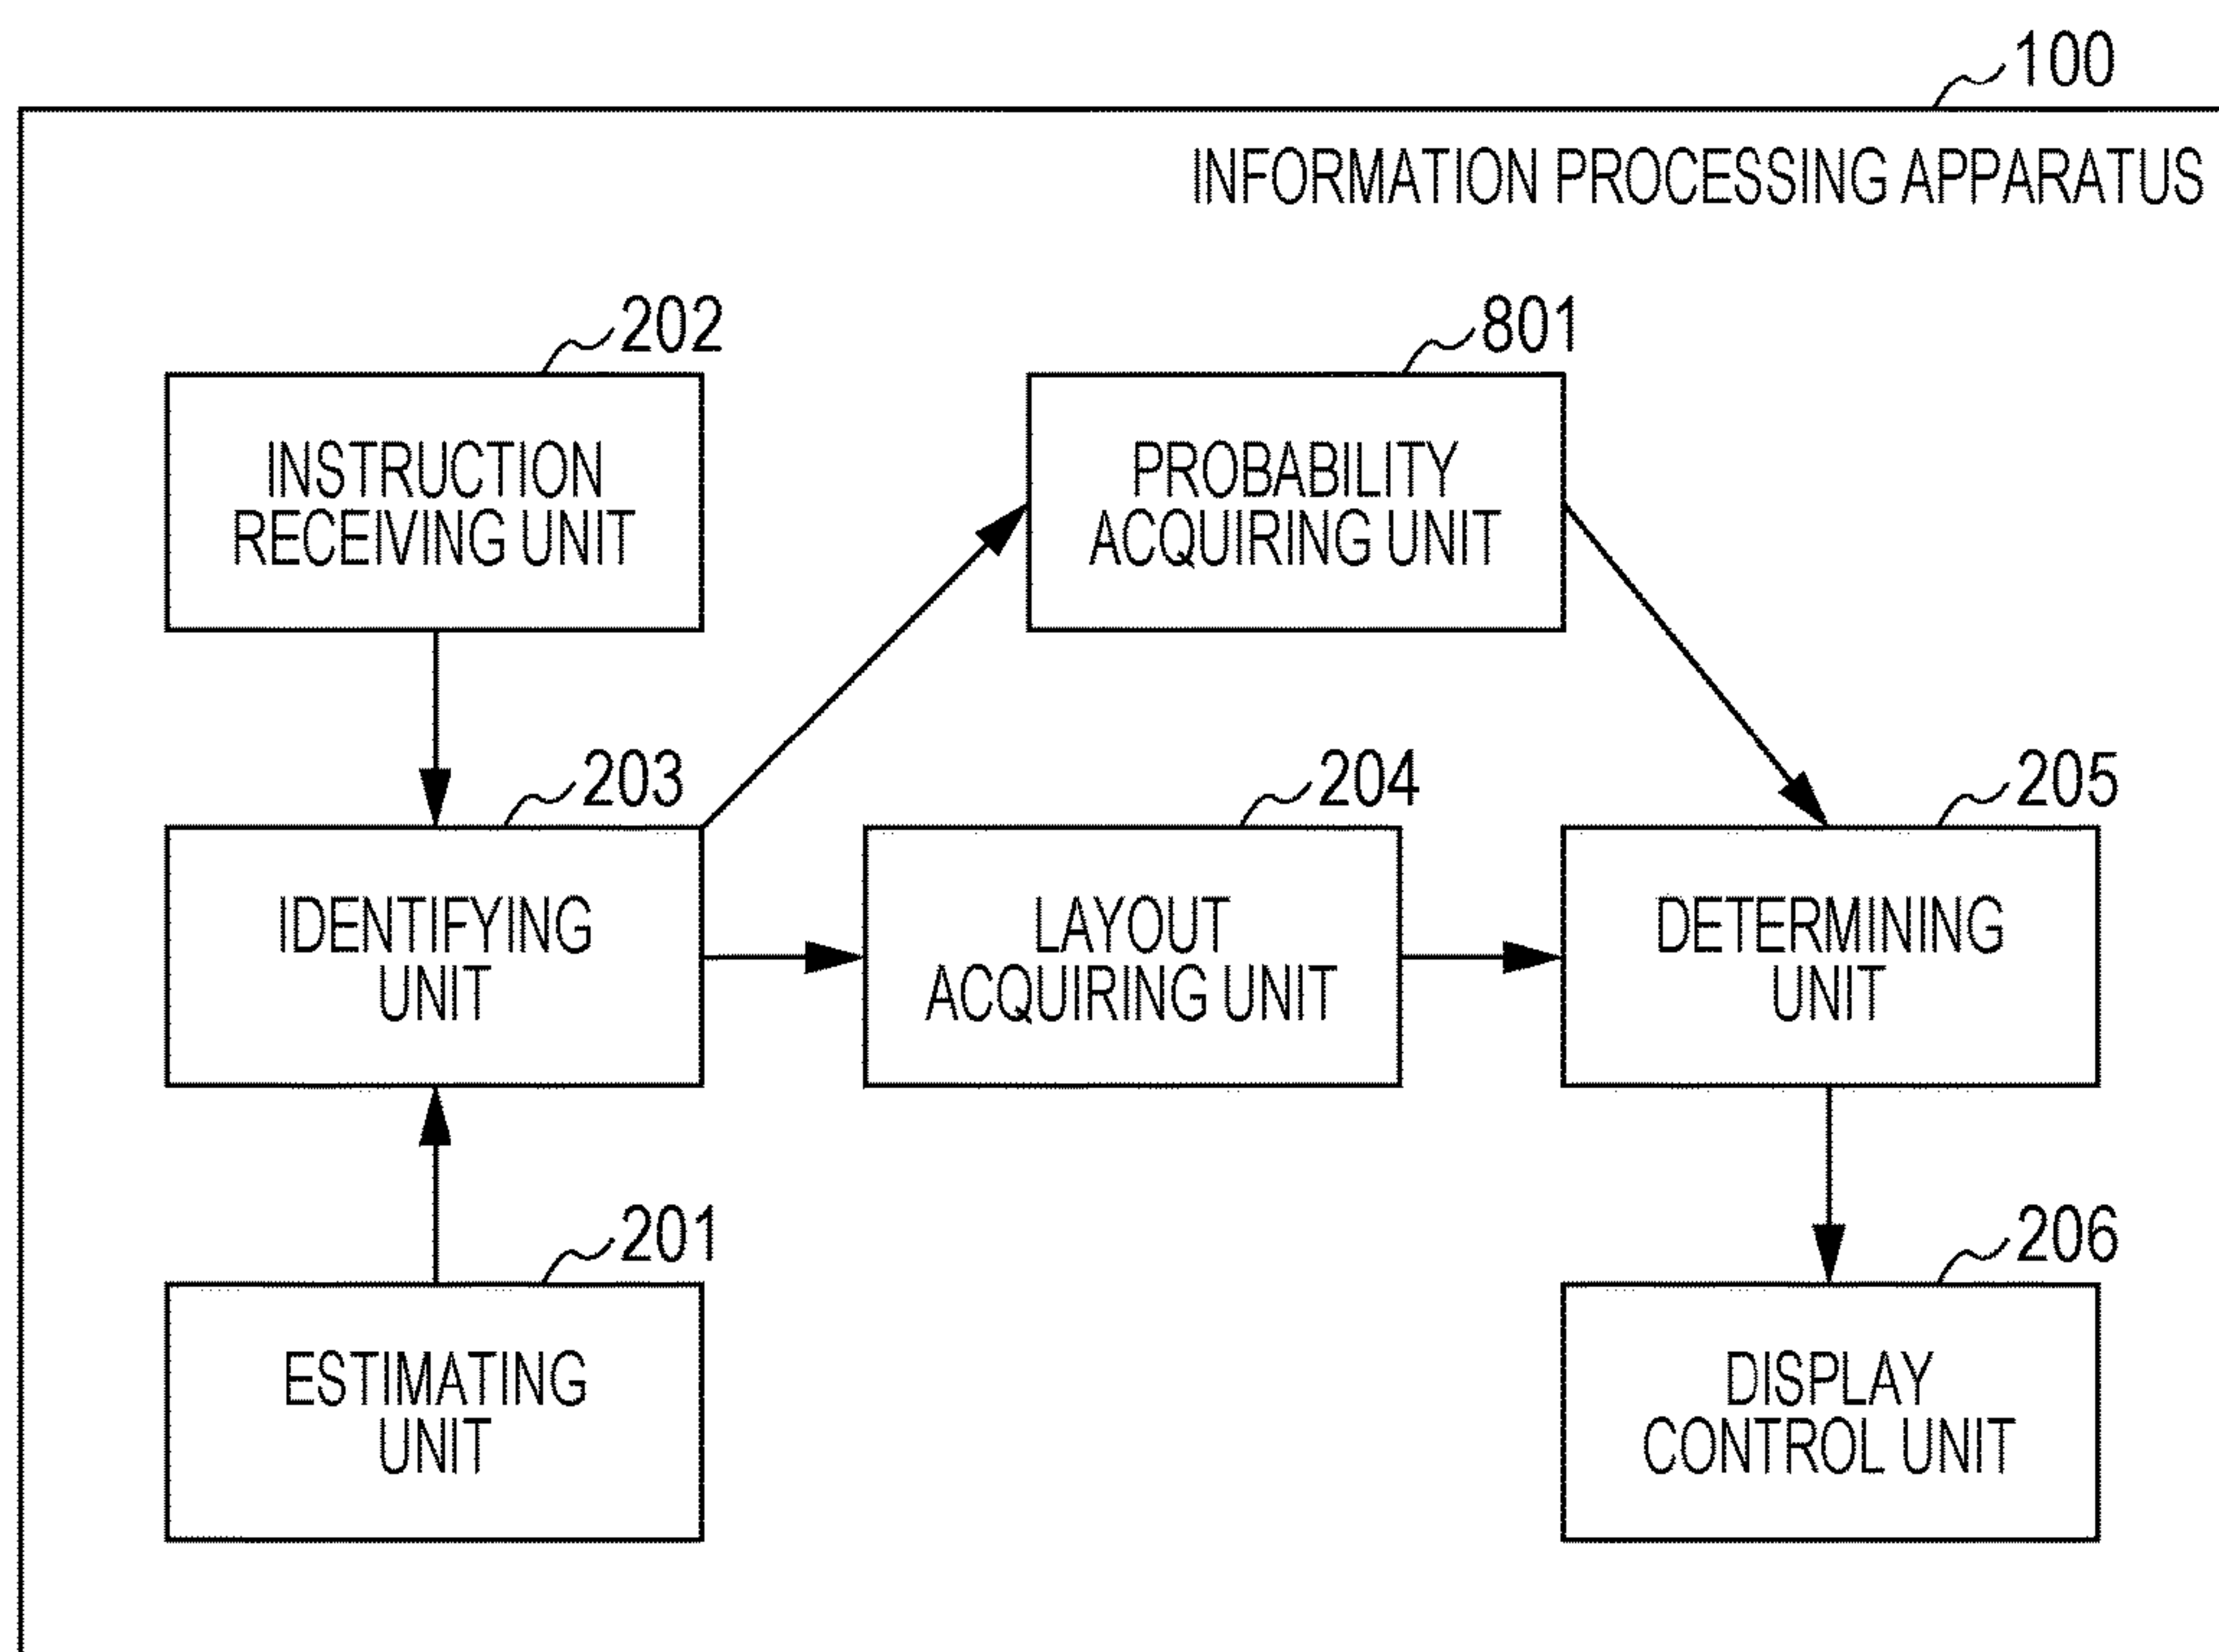 100
INFORMATION PROCESSING APPARATUS
202
INSTRUCTION
RECEIVING UNIT
801
PROBABILITY
ACQUIRING UNIT
203
IDENTIFYING
UNIT
204
LAYOUT
ACQUIRING UNIT
205
DETERMINING
UNIT
201
ESTIMATING
UNIT
206
DISPLAY
CONTROL UNIT